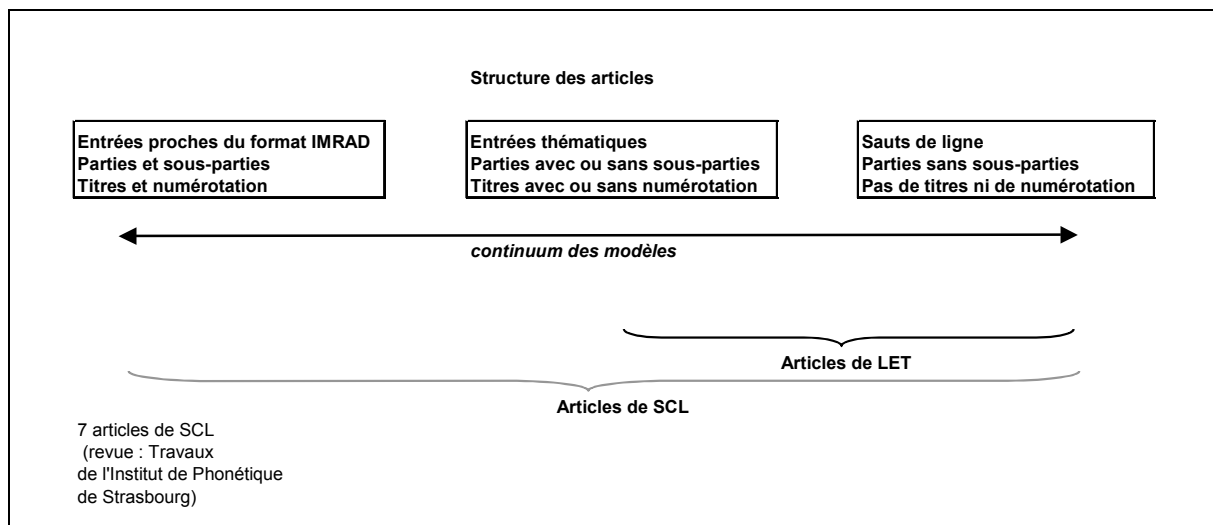 Structure des articles
Entrées proches du format IMRAD
Parties et sous-parties
Titres et numérotation
Entrées thématiques
Parties avec ou sans sous-parties
Titres avec ou sans numérotation
Sauts de ligne
Parties sans sous-parties
Pas de titres ni de numérotation
continuum des modèles
Articles de LET
Articles de SCL
7 articles de SCL
(revue : Travaux
de l'Institut de Phonétique
de Strasbourg)